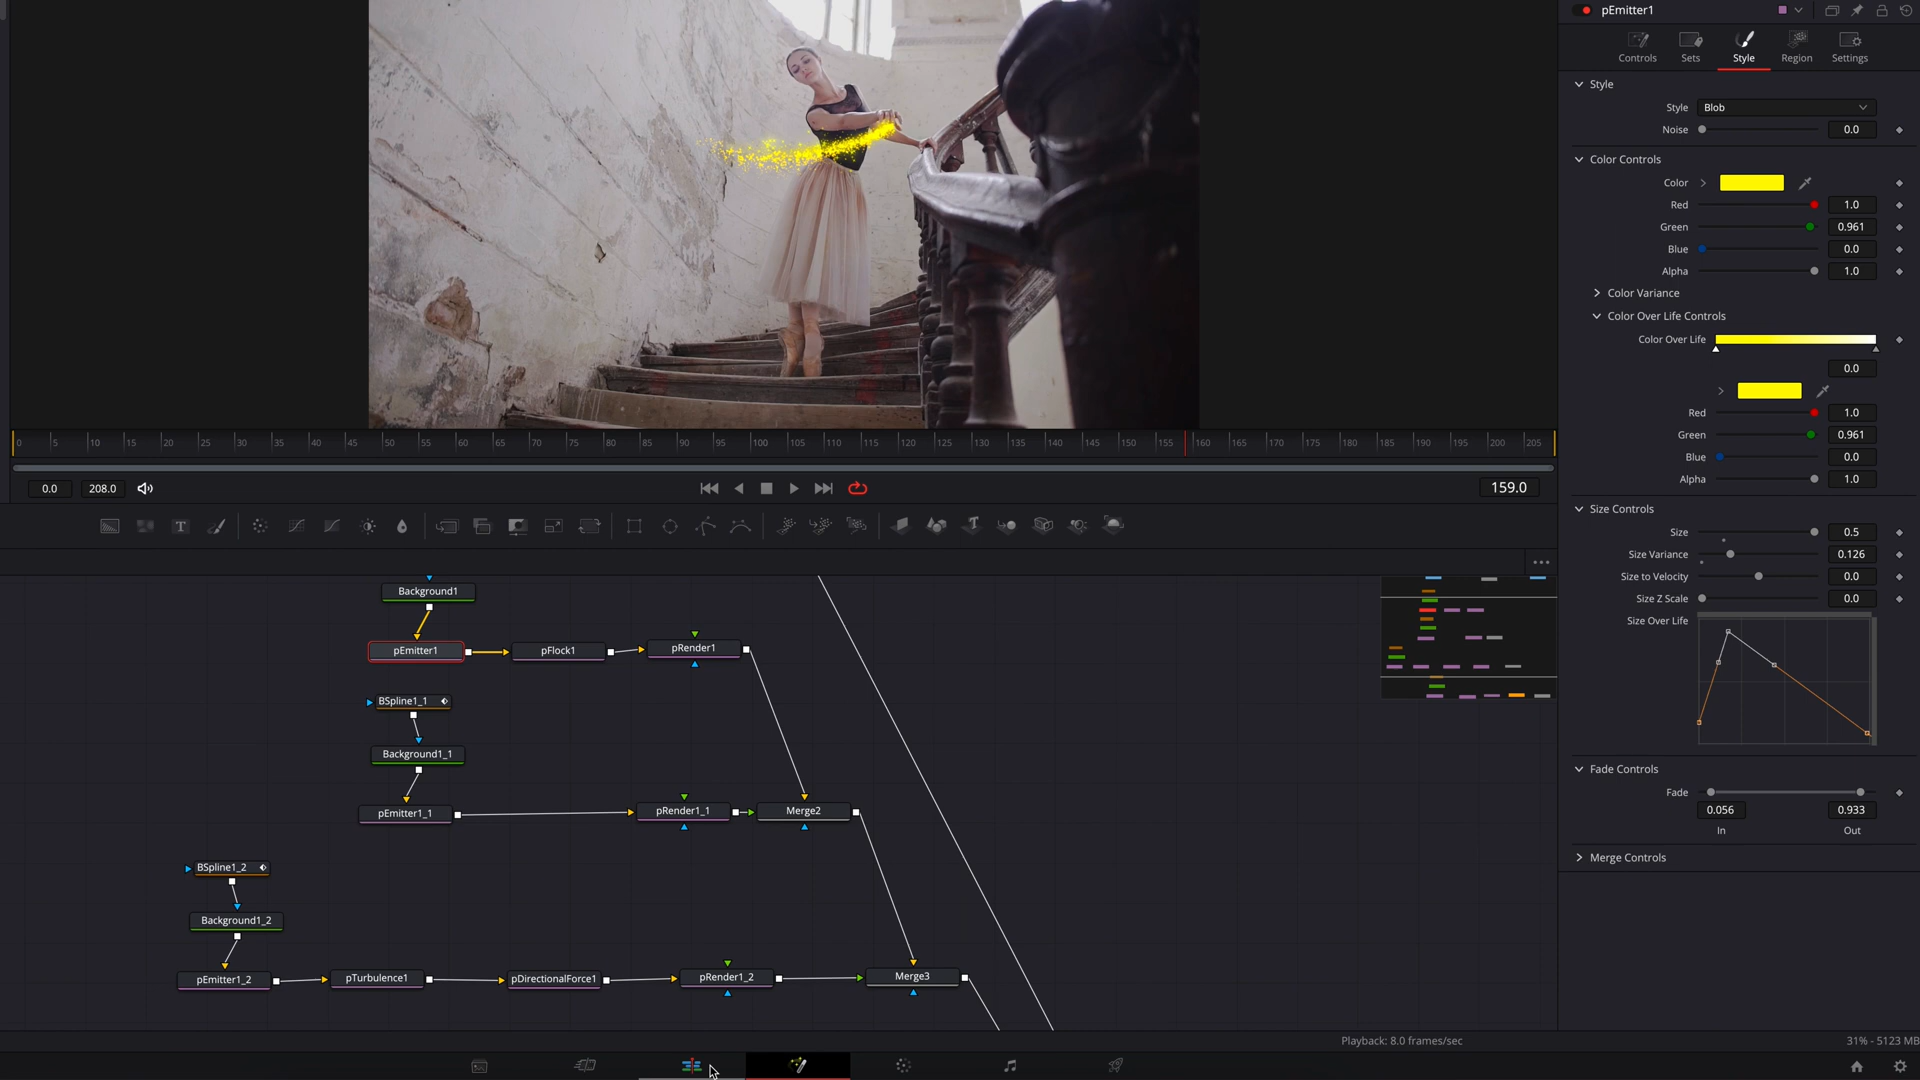 pEmitter1
Controls Sets Style Region Settings
Style
Style Blob
Noise 0.0
Color Controls
Color
Red 1.0
Green 0.961
Blue 0.0
Alpha 1.0
Color Variance
Color Over Life Controls
Color Over Life
0.0
Red 1.0
Green 0.961
Blue 0.0
Alpha 1.0
Size Controls
Size 0.5
Size Variance 0.126
Size to Velocity 0.0
Size Z Scale 0.0
Size Over Life
Fade Controls
Fade
0.056 0.933
In Out
Merge Controls
0 5 10 15 20 25 30 35 40 45 50 55 60 65 70 75 80 85 90 95 100 105 110 115 120 125 130 135 140 145 150 155 160 165 170 175 180 185 190 195 200 205
0.0 208.0 159.0
T
Background1
pEmitter1 pFlock1 pRender1
BSpline1_1
Background1_1
pEmitter1_1 pRender1_1 Merge2
BSpline1_2
Background1_2
pEmitter1_2 pTurbulence1 pDirectionalForce1 pRender1_2 Merge3
Playback: 8.0 frames/sec 31% - 5123 MB